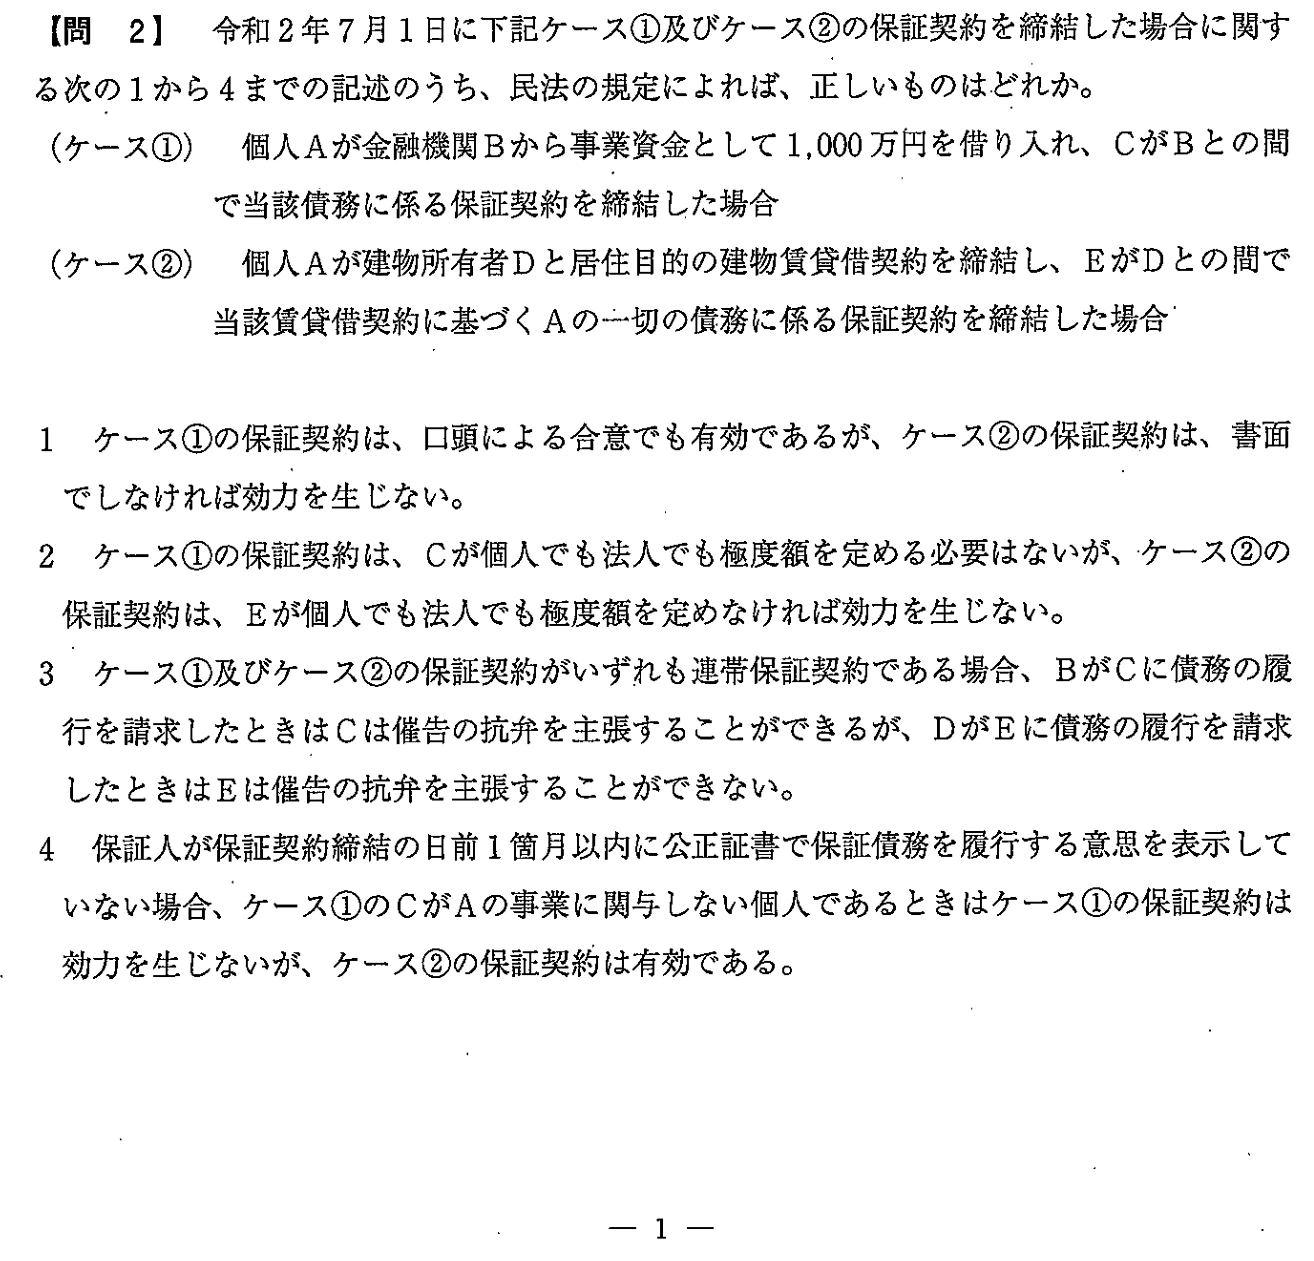 【問　2】　令和2年7月1日に下記ケース①及びケース②の保証契約を締結した場合に関す
る次の1から4までの記述のうち、民法の規定によれば、正しいものはどれか。
（ケース①）　個人Aが金融機関Bから事業資金として1,000万円を借り入れ、CがBとの間
で当該債務に係る保証契約を締結した場合
（ケース②）　個人Aが建物所有者Dと居住目的の建物賃貸借契約を締結し、EがDとの間で
当該賃貸借契約に基づくAの一切の債務に係る保証契約を締結した場合
1　ケース①の保証契約は、口頭による合意でも有効であるが、ケース②の保証契約は、書面
でしなければ効力を生じない。
2　ケース①の保証契約は、Cが個人でも法人でも極度額を定める必要はないが、ケース②の
保証契約は、Eが個人でも法人でも極度額を定めなければ効力を生じない。
3　ケース①及びケース②の保証契約がいずれも連帯保証契約である場合、BがCに債務の履
行を請求したときはCは催告の抗弁を主張することができるが、DがEに債務の履行を請求
したときはEは催告の抗弁を主張することができない。
4　保証人が保証契約締結の日前1箇月以内に公正証書で保証債務を履行する意思を表示して
いない場合、ケース①のCがAの事業に関与しない個人であるときはケース①の保証契約は
効力を生じないが、ケース②の保証契約は有効である。
― 1 ―